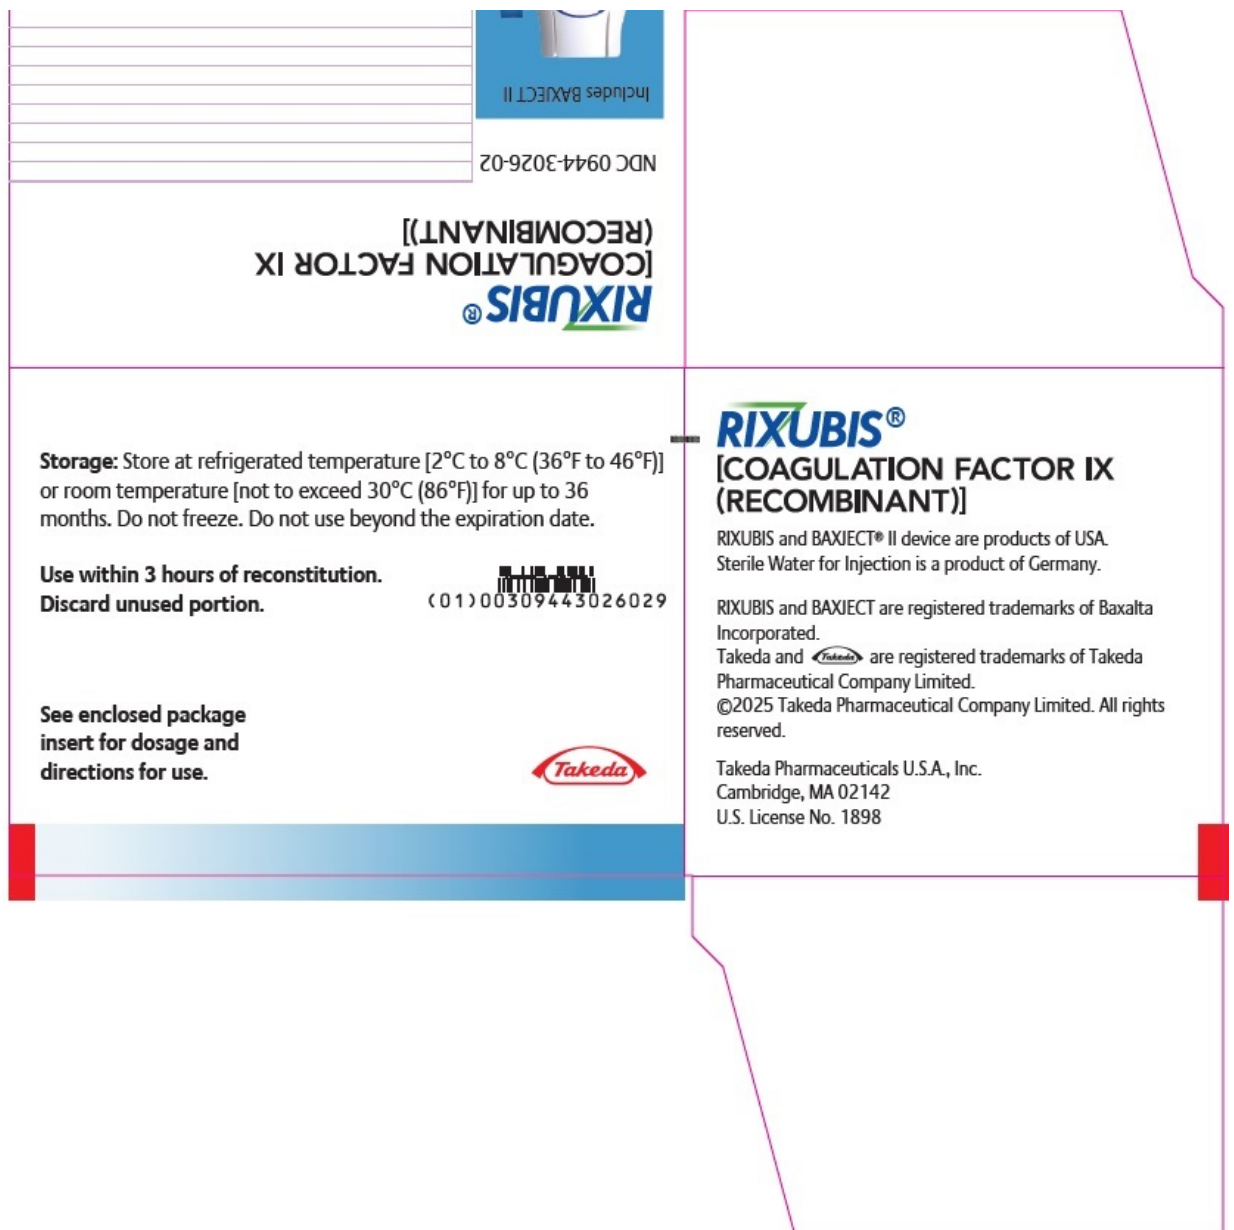 Includes BAXJECT II
NDC 0944-3026-02
RIXUBIS®
[COAGULATION FACTOR IX
(RECOMBINANT)]
Storage: Store at refrigerated temperature [2°C to 8°C (36°F to 46°F)]
or room temperature [not to exceed 30°C (86°F)] for up to 36
months. Do not freeze. Do not use beyond the expiration date.
Use within 3 hours of reconstitution.
Discard unused portion.
(01)00309443026029
See enclosed package
insert for dosage and
directions for use.
Takeda
RIXUBIS®
[COAGULATION FACTOR IX
(RECOMBINANT)]
RIXUBIS and BAXJECT® II device are products of USA.
Sterile Water for Injection is a product of Germany.
RIXUBIS and BAXJECT are registered trademarks of Baxalta
Incorporated.
Takeda and Takeda are registered trademarks of Takeda
Pharmaceutical Company Limited.
©2025 Takeda Pharmaceutical Company Limited. All rights
reserved.
Takeda Pharmaceuticals U.S.A., Inc.
Cambridge, MA 02142
U.S. License No. 1898